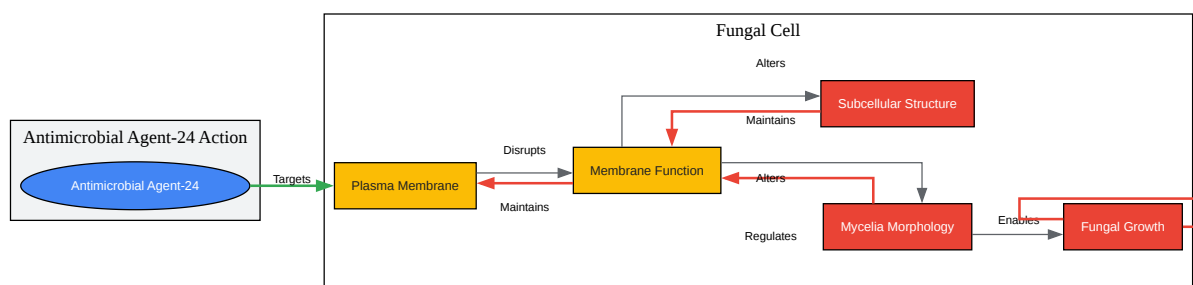 Fungal Cell
Alters
Subcellular Structure
Maintains
Antimicrobial Agent-24 Action
Disrupts
Membrane Function
Antimicrobial Agent-24
Targets
Plasma Membrane
Alters
Maintains
Enables
Mycelia Morphology
Fungal Growth
Regulates